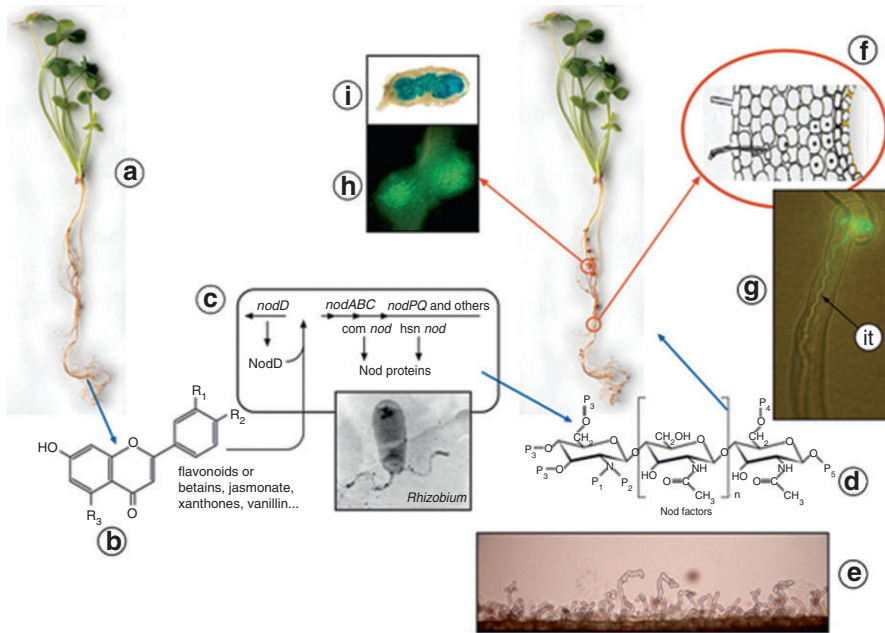 a
R1
R2
HO
O
R3
O
b
flavonoids or
betains, jasmonate,
xanthones, vanillin...
c
nodD
nodABC
nodPQ and others
com nod
hsn nod
NodD
Nod proteins
Rhizobium
i
h
f
g
it
P3
O
CH2
P3
O
P3
O
O
N
P1
P2
O
CH2OH
O
HO
NH
O
C
CH3
n
O
P4
O
CH2
O
HO
NH
O
C
CH3
O
P5
d
Nod factors
e